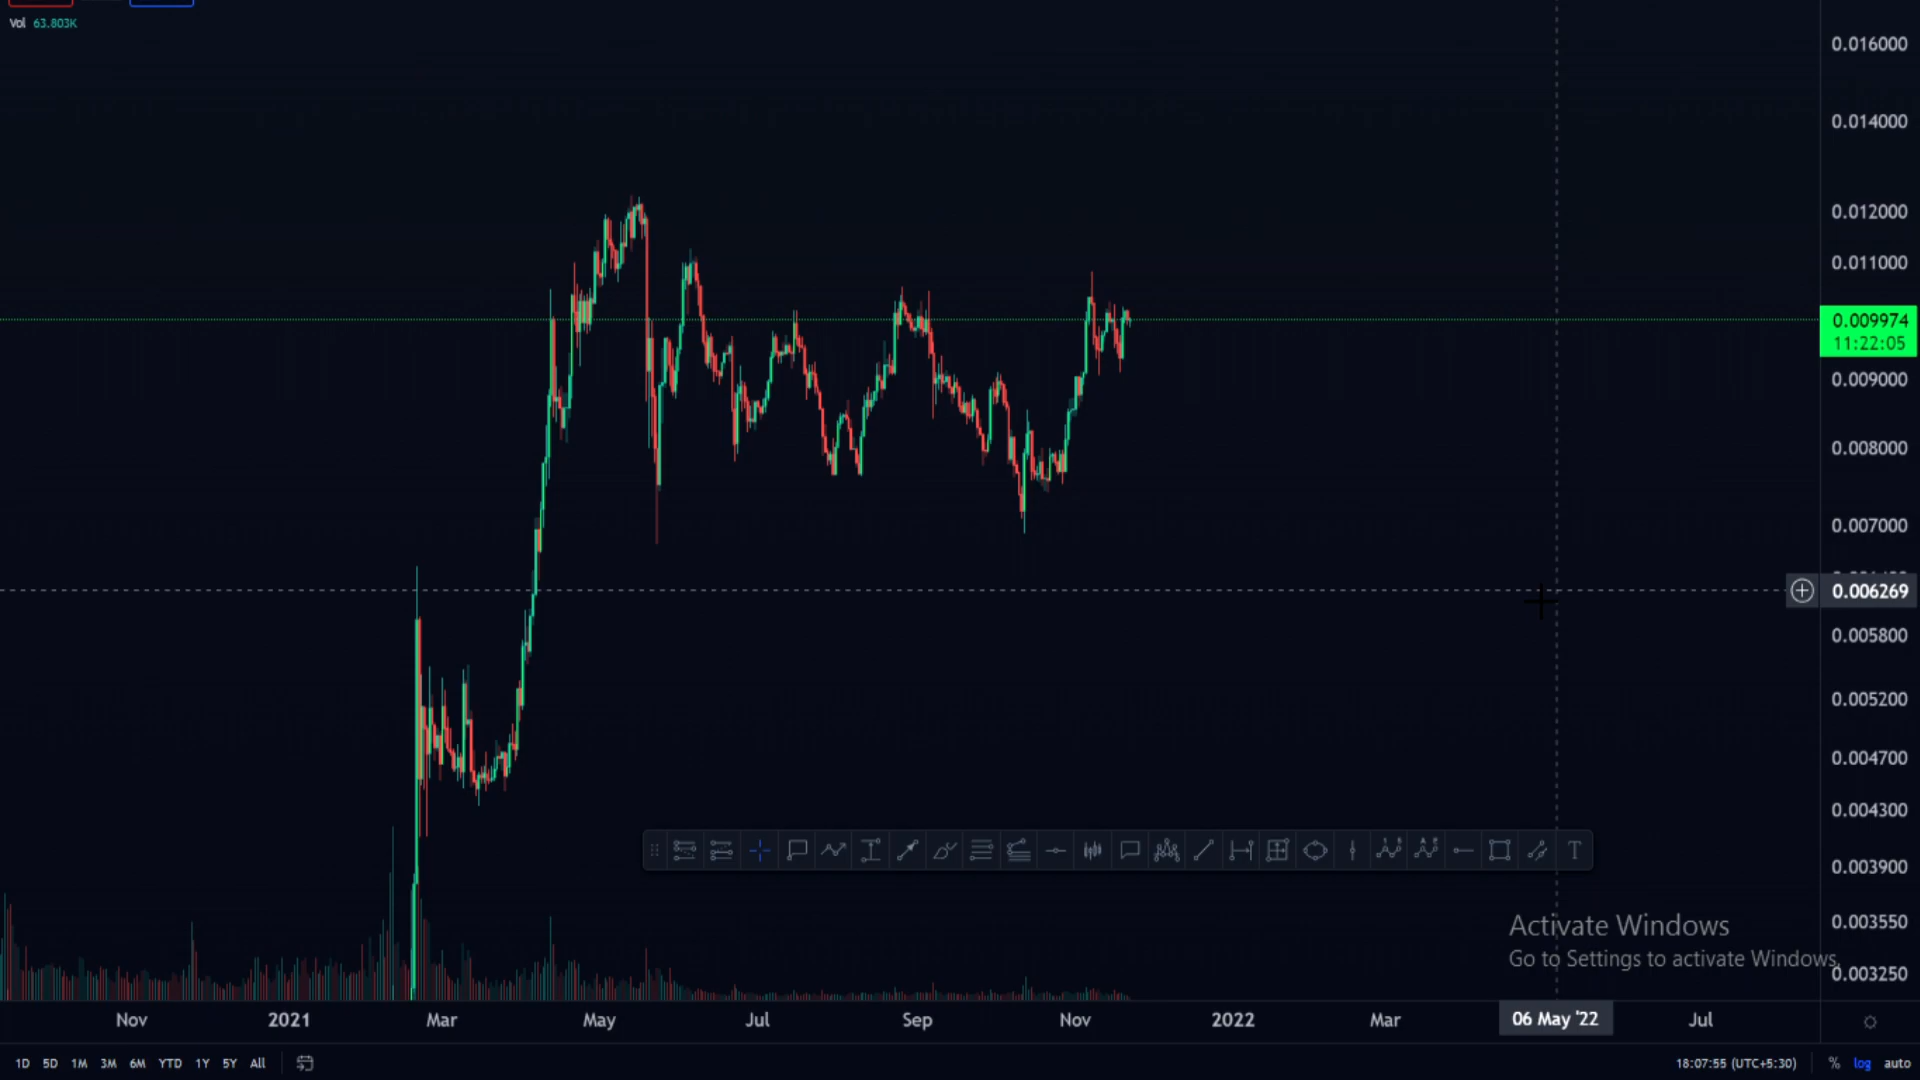 Vol 63.803K
0.016000
0.014000
0.012000
0.011000
0.009974
11:22:05
0.009000
0.008000
0.007000
0.006269
0.005800
0.005200
0.004700
0.004300
0.003900
0.003550
0.003250
T
Activate Windows
Go to Settings to activate Windows.
Nov 2021 Mar May Jul Sep Nov 2022 Mar 06 May '22 Jul
1D 5D 1M 3M 6M YTD 1Y 5Y All 18:07:55 (UTC+5:30) % log auto